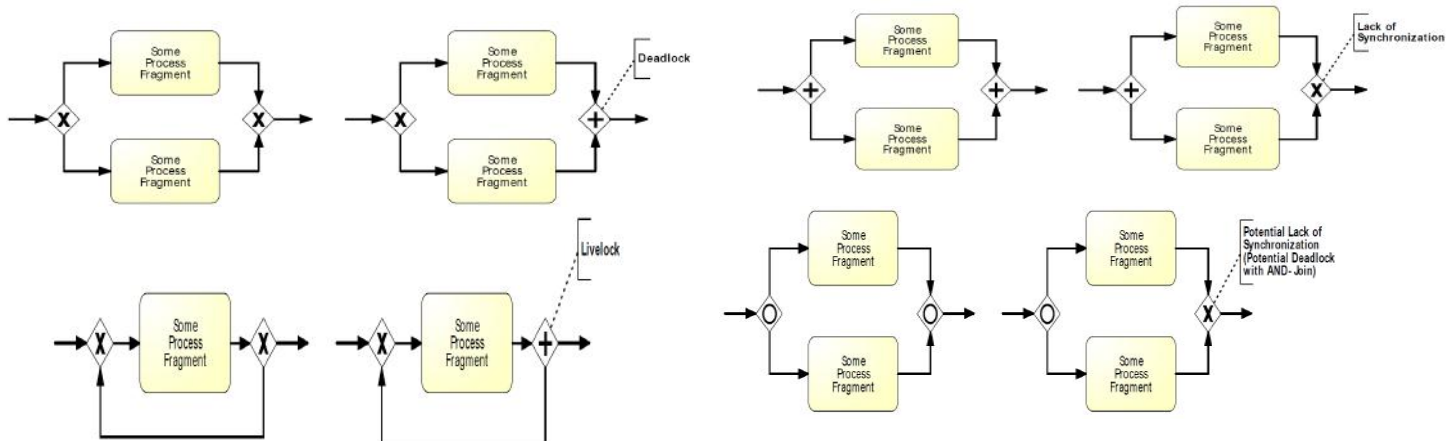 Some
Process
Fragment
Some
Process
Fragment
X
X
Some
Process
Fragment
Some
Process
Fragment
X
+
Deadlock
Some
Process
Fragment
Some
Process
Fragment
+
+
Some
Process
Fragment
Some
Process
Fragment
+
X
Lack of
Synchronization
Some
Process
Fragment
X
X
Some
Process
Fragment
X
+
Livelock
Some
Process
Fragment
Some
Process
Fragment
O
O
Some
Process
Fragment
Some
Process
Fragment
O
X
Potential Lack of
Synchronization
(Potential Deadlock
with AND- Join)